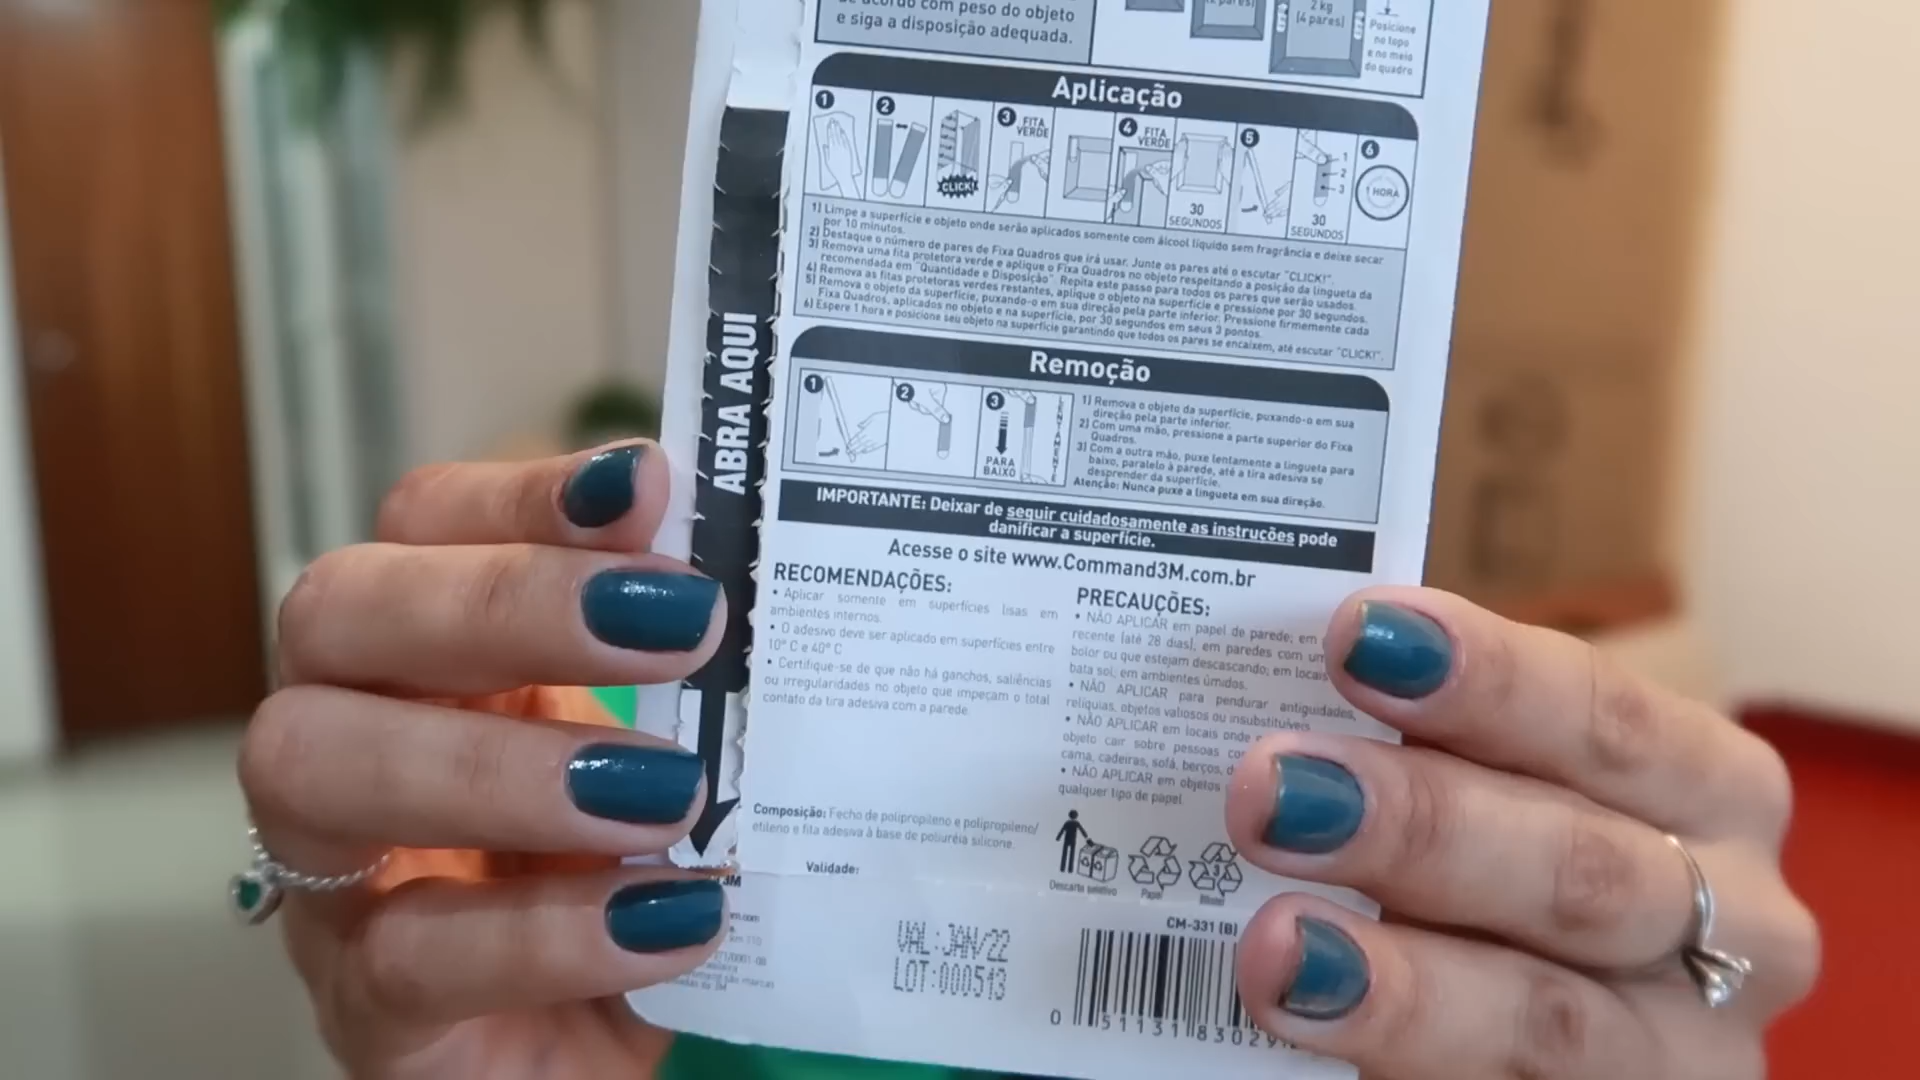 de acordo com peso do objeto
e siga a disposição adequada.
2 kg
(4 pares)
Posicione
no topo
e no meio
do quadro
Aplicação
1
2
CLICK!
3 FITA
VERDE
4 FITA
VERDE
30
SEGUNDOS
5
1
2
3
30
SEGUNDOS
6
1 HORA
1) Limpe a superfície e objeto onde serão aplicados somente com álcool líquido sem fragrância e deixe secar
por 10 minutos.
2) Destaque o número de pares de Fixa Quadros que irá usar. Junte os pares até o escutar "CLICK!".
3) Remova uma fita protetora verde e aplique o Fixa Quadros no objeto respeitando a posição da lingueta da
recomendada em "Quantidade e Disposição". Repita este passo para todos os pares que serão usados.
4) Remova as fitas protetoras verdes restantes, aplique o objeto na superfície e pressione por 30 segundos.
5) Remova o objeto da superfície, puxando-o em sua direção pela parte inferior. Pressione firmemente cada
Fixa Quadros, aplicados no objeto e na superfície, por 30 segundos em seus 3 pontos.
6) Espere 1 hora e posicione seu objeto na superfície garantindo que todos os pares se encaixem, até escutar "CLICK!".
ABRA AQUI
Remoção
1
2
3
PARA
BAIXO
LENTAMENTE
1) Remova o objeto da superfície, puxando-o em sua
direção pela parte inferior.
2) Com uma mão, pressione a parte superior do Fixa
Quadros.
3) Com a outra mão, puxe lentamente a lingueta para
baixo, paralelo à parede, até a tira adesiva se
desprender da superfície.
Atenção: Nunca puxe a lingueta em sua direção.
IMPORTANTE: Deixar de seguir cuidadosamente as instruções pode
danificar a superfície.
Acesse o site www.Command3M.com.br
RECOMENDAÇÕES:
• Aplicar somente em superfícies lisas em
ambientes internos.
• O adesivo deve ser aplicado em superfícies entre
10° C e 40° C
• Certifique-se de que não há ganchos, saliências
ou irregularidades no objeto que impeçam o total
contato da tira adesiva com a parede.
PRECAUÇÕES:
• NÃO APLICAR em papel de parede; em
recente (até 28 dias), em paredes com um
bolor ou que estejam descascando; em locais
bata sol; em ambientes úmidos.
• NÃO APLICAR para pendurar antiguidades,
relíquias, objetos valiosos ou insubstituíveis
• NÃO APLICAR em locais onde
objeto cair sobre pessoas
cama, cadeiras, sofá, berços,
• NÃO APLICAR em objetos
qualquer tipo de papel.
Composição: Fecho de polipropileno e polipropileno/
etileno e fita adesiva à base de poliuréia silicone.
Validade:
Descarte seletivo
Papel
3M
VAL:JAN/22
LOT:000513
CM-331 (B)
0 51131 83029